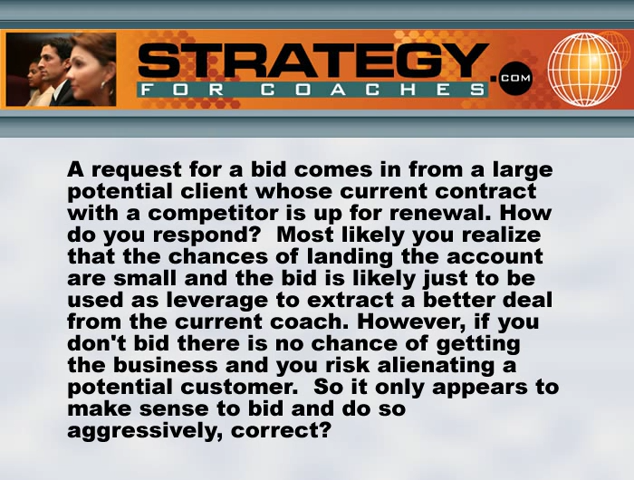 STRATEGY.COM
FOR COACHES
A request for a bid comes in from a large
potential client whose current contract
with a competitor is up for renewal. How
do you respond?  Most likely you realize
that the chances of landing the account
are small and the bid is likely just to be
used as leverage to extract a better deal
from the current coach. However, if you
don't bid there is no chance of getting
the business and you risk alienating a
potential customer.  So it only appears to
make sense to bid and do so
aggressively, correct?